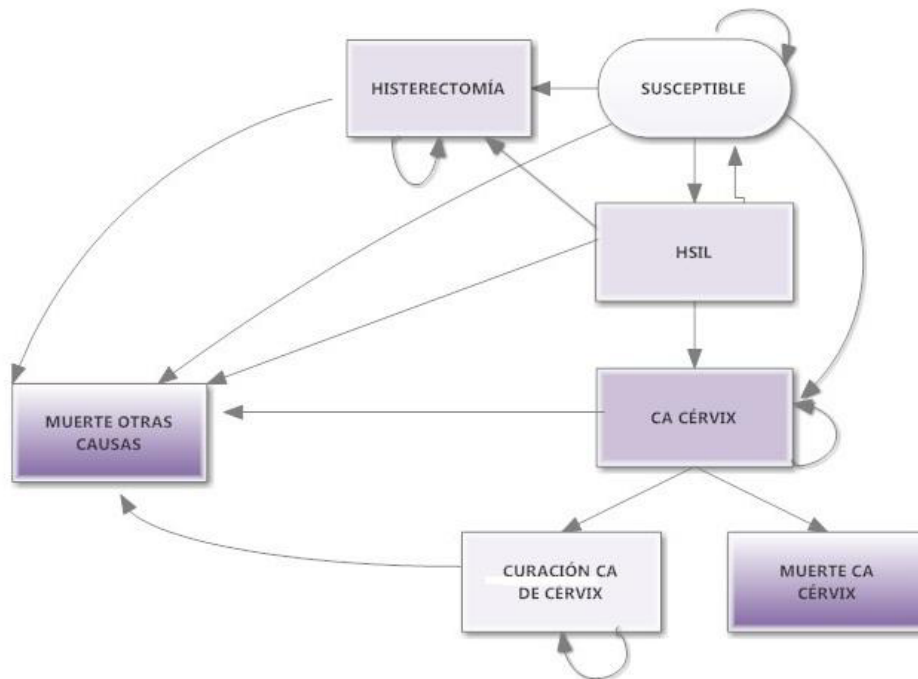 HISTERECTOMÍA
SUSCEPTIBLE
HSIL
CA CÉRVIX
MUERTE OTRAS
CAUSAS
CURACIÓN CA
DE CÉRVIX
MUERTE CA
CÉRVIX